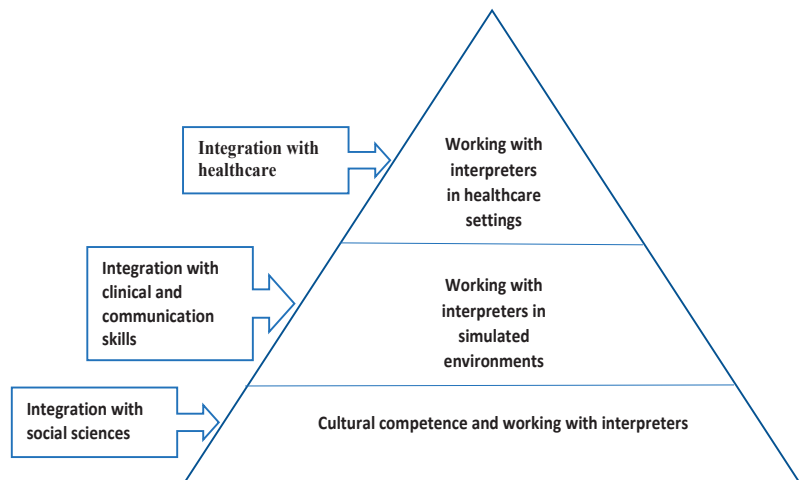 Integration with
healthcare
Working with
interpreters
in healthcare
settings
Integration with
clinical and
communication
skills
Working with
interpreters in
simulated
environments
Integration with
social sciences
Cultural competence and working with interpreters